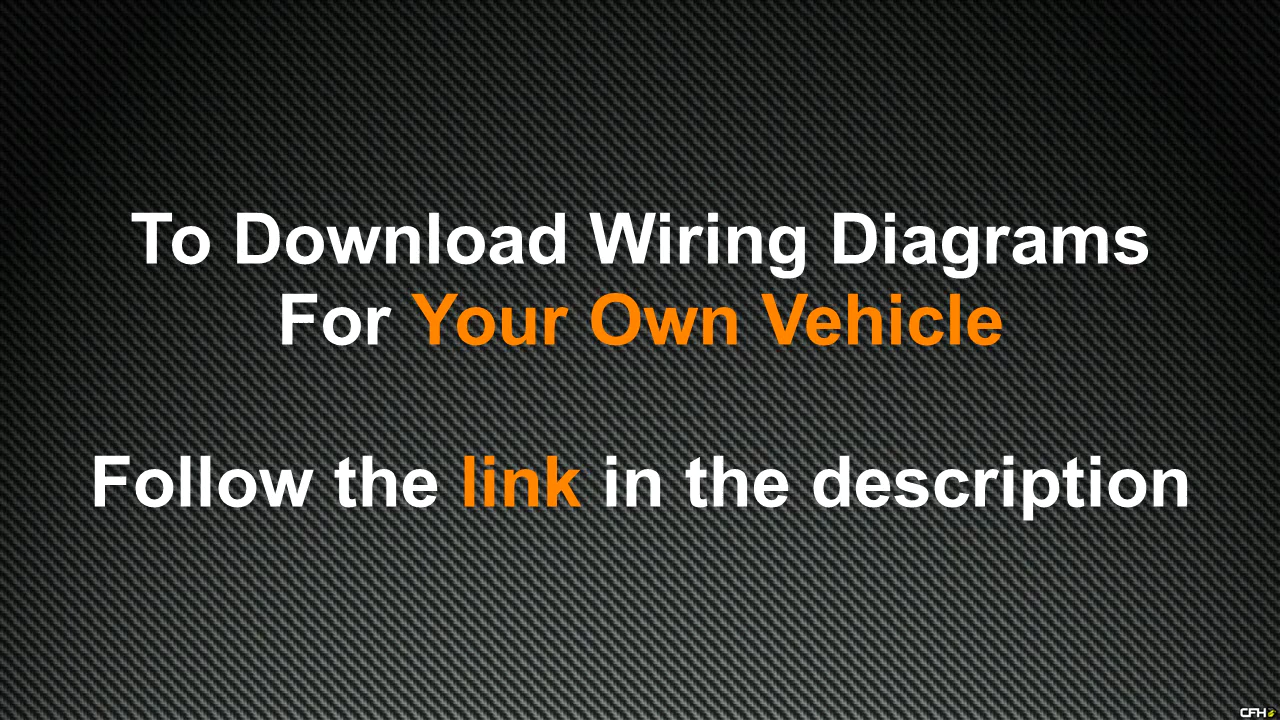 To Download Wiring Diagrams
For Your Own Vehicle
Follow the link in the description
CFH